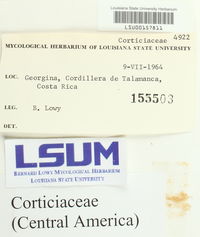 Louisiana State University Herbarium
LSU00157811
Corticiaceae 4922
MYCOLOGICAL HERBARIUM OF LOUISIANA STATE UNIVERSITY
9-VII-1964
LOC. Georgina, Cordillera de Talamanca,
Costa Rica
155503
LEG. B. Lowy
DET.
LSUM
BERNARD LOWY MYCOLOGICAL HERBARIUM
LOUISIANA STATE UNIVERSITY
Corticiaceae
(Central America)